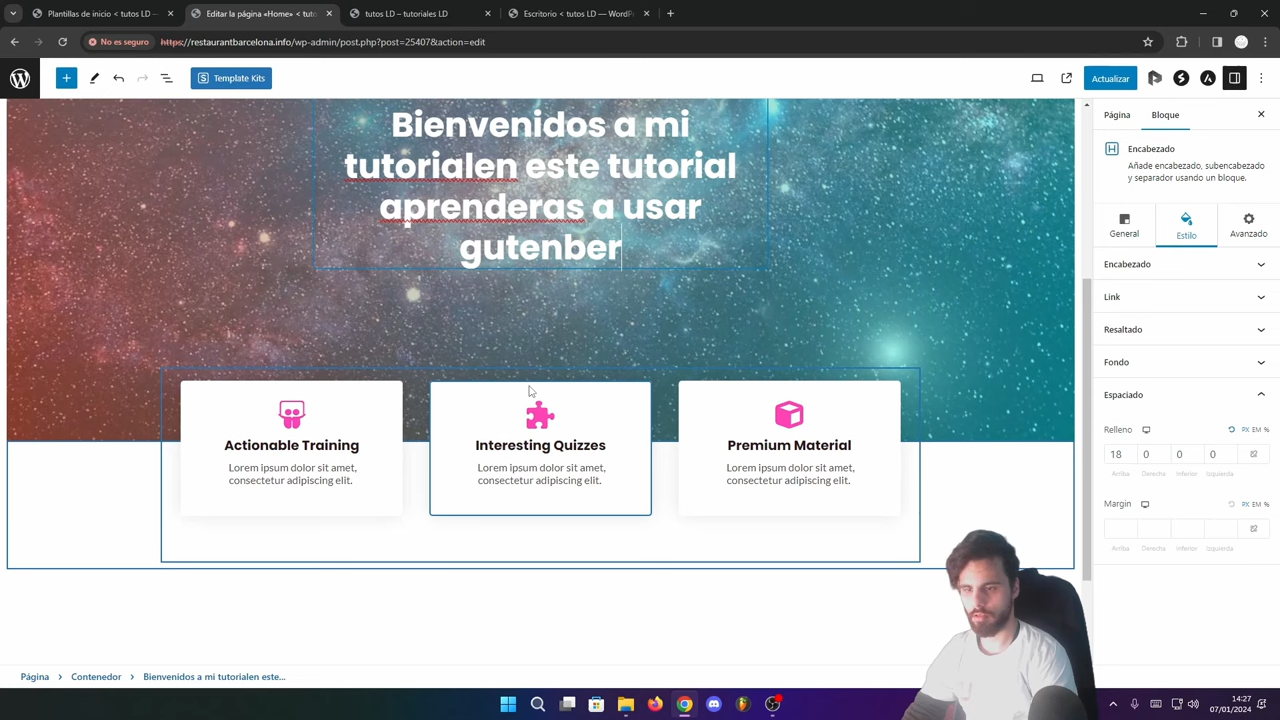 Plantillas de inicio < tutos LD —
Editar la página «Home» < tuto
tutos LD – tutoriales LD
Escritorio < tutos LD — WordPr
No es seguro
https://restaurantbarcelona.info/wp-admin/post.php?post=25407&action=edit
Template Kits
Actualizar
Bienvenidos a mi
tutorialen este tutorial
aprenderas a usar
gutenber
Actionable Training
Lorem ipsum dolor sit amet,
consectetur adipiscing elit.
Interesting Quizzes
Lorem ipsum dolor sit amet,
consectetur adipiscing elit.
Premium Material
Lorem ipsum dolor sit amet,
consectetur adipiscing elit.
Página
Bloque
Encabezado
Añade encabezado, subencabezado
y separador usando un bloque.
General
Estilo
Avanzado
Encabezado
Link
Resaltado
Fondo
Espaciado
Relleno PX EM %
18 0 0 0
Arriba Derecha Inferior Izquierda
Margin PX EM %
Arriba Derecha Inferior Izquierda
Página > Contenedor > Bienvenidos a mi tutorialen este...
14:27
07/01/2024